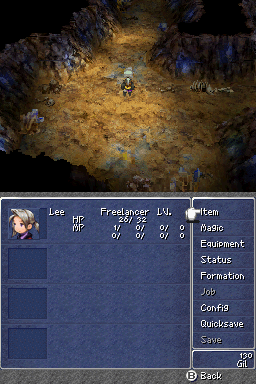 Lee Freelancer LV. 1
HP 26/ 32
MP 1/ 0/ 0/ 0
0/ 0/ 0/ 0
Item
Magic
Equipment
Status
Formation
Job
Config
Quicksave
Save
130
Gil
B Back